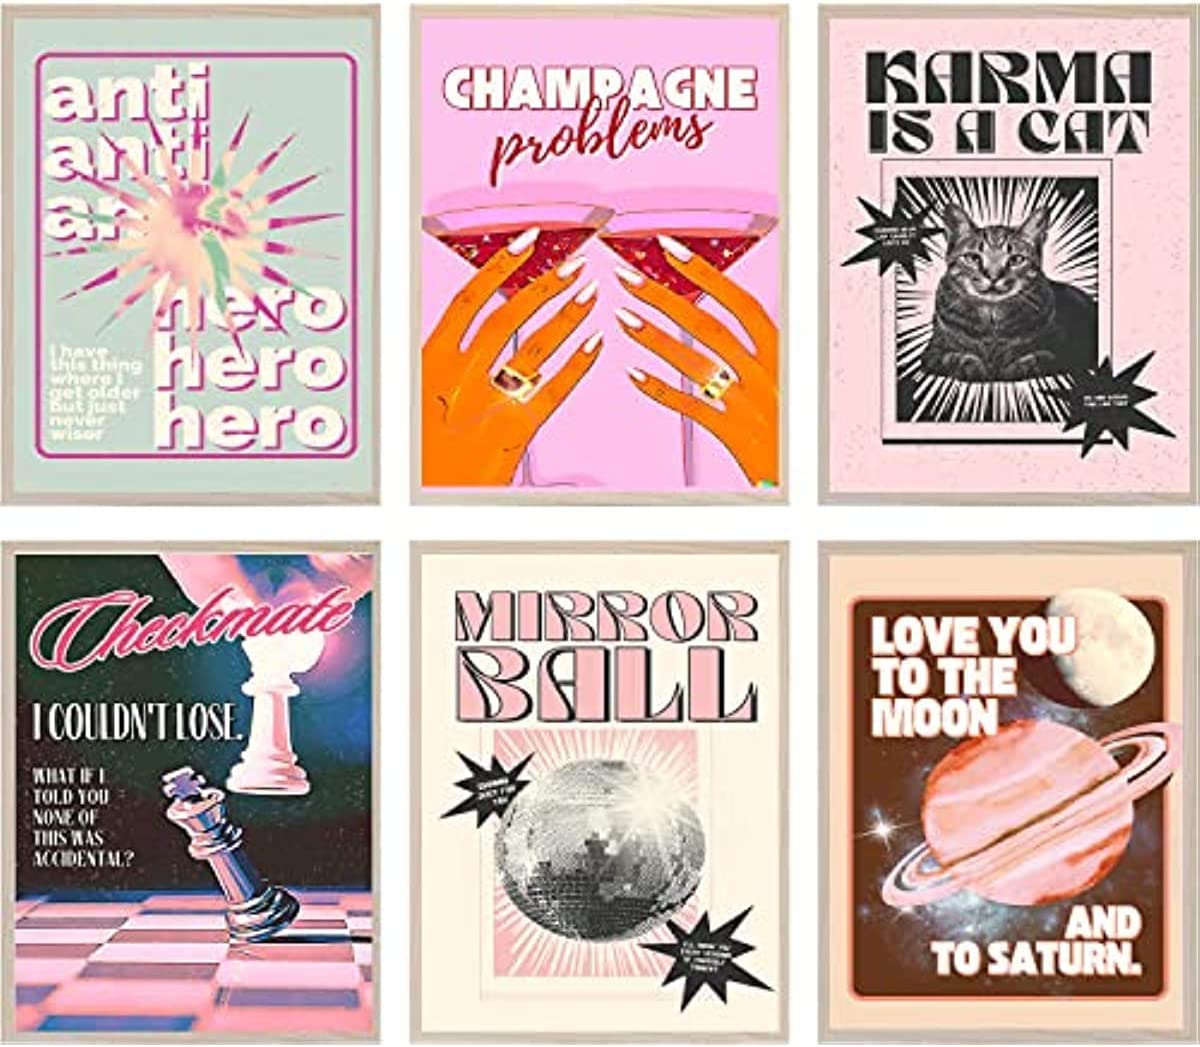 anti
anti
an
hero
hero
hero
I have
this thing
where I
get older
but just
never
wiser
CHAMPAGNE
problems
KARMA
IS A CAT
Checkmate
I COULDN'T LOSE.
WHAT IF I
TOLD YOU
NONE OF
THIS WAS
ACCIDENTAL?
MIRROR
BALL
LOVE YOU
TO THE
MOON
AND
TO SATURN.